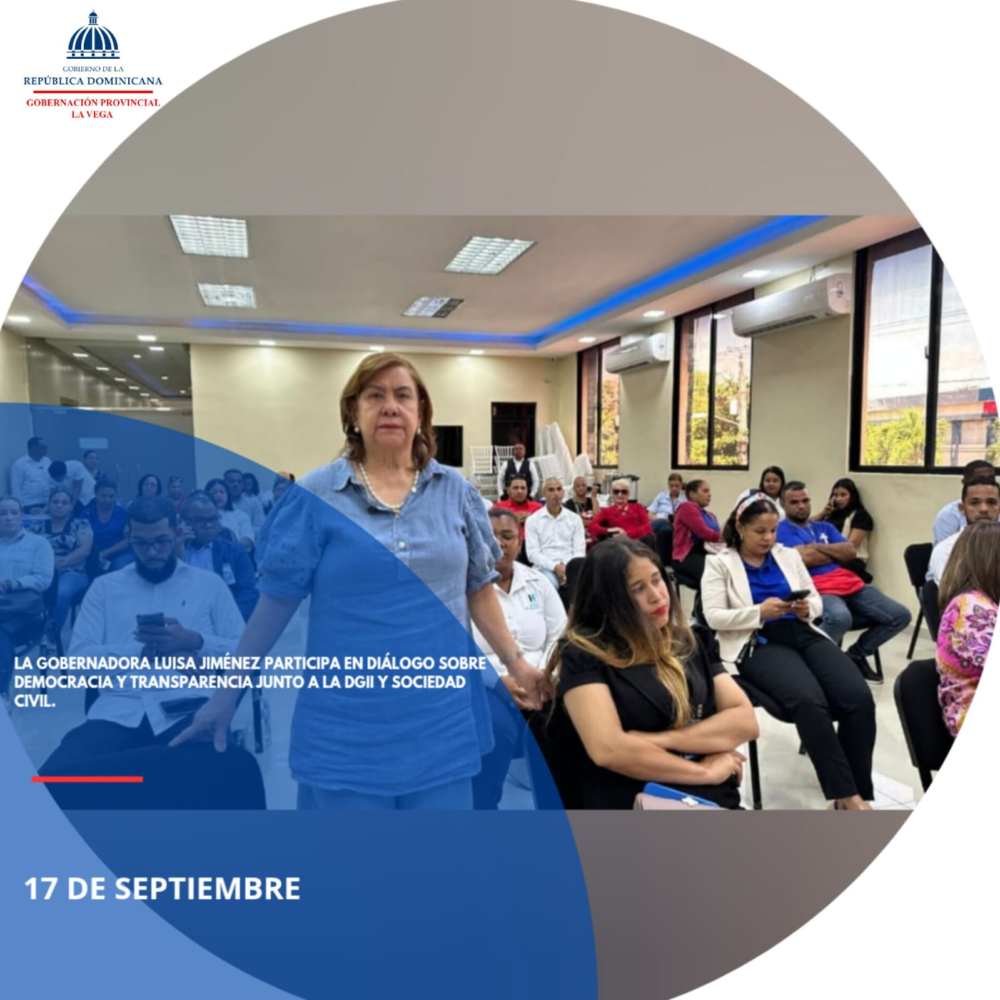 GOBIERNO DE LA
REPÚBLICA DOMINICANA
GOBERNACIÓN PROVINCIAL
LA VEGA
LA GOBERNADORA LUISA JIMÉNEZ PARTICIPA EN DIÁLOGO SOBRE
DEMOCRACIA Y TRANSPARENCIA JUNTO A LA DGII Y SOCIEDAD
CIVIL.
17 DE SEPTIEMBRE